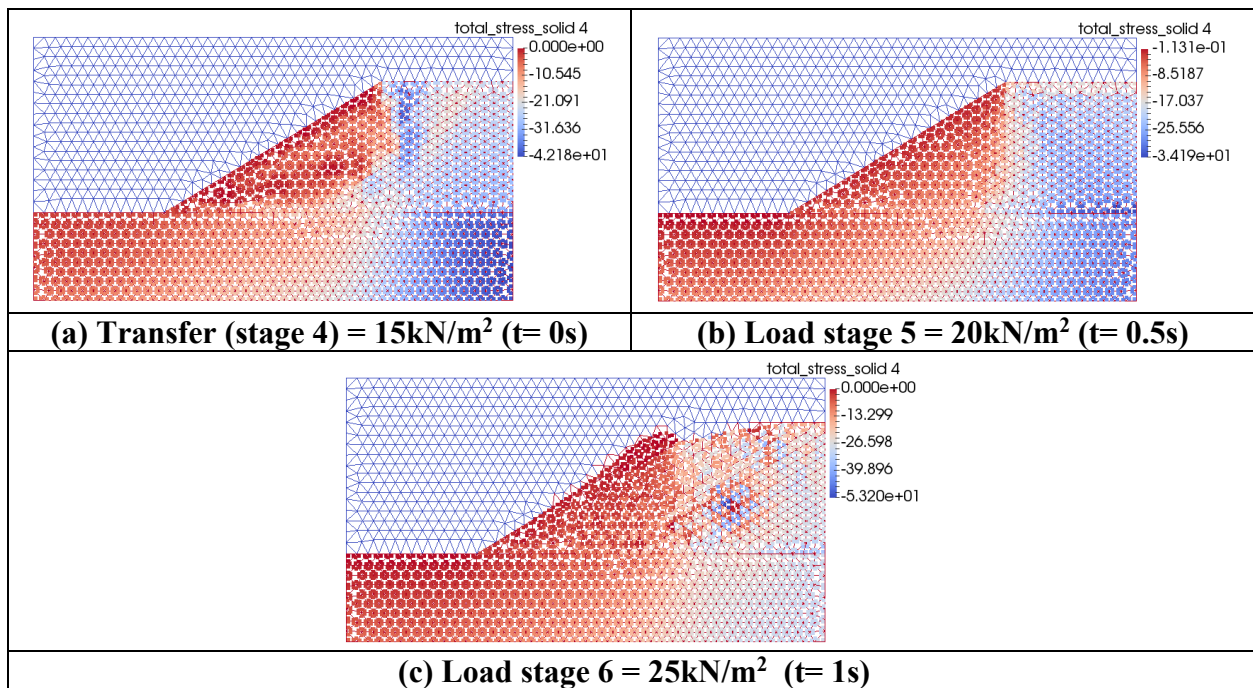 total_stress_solid 4
0.000e+00
-10.545
-21.091
-31.636
-4.218e+01
(a) Transfer (stage 4) = 15kN/m² (t= 0s)
total_stress_solid 4
-1.131e-01
-8.5187
-17.037
-25.556
-3.419e+01
(b) Load stage 5 = 20kN/m² (t= 0.5s)
total_stress_solid 4
0.000e+00
-13.299
-26.598
-39.896
-5.320e+01
(c) Load stage 6 = 25kN/m² (t= 1s)